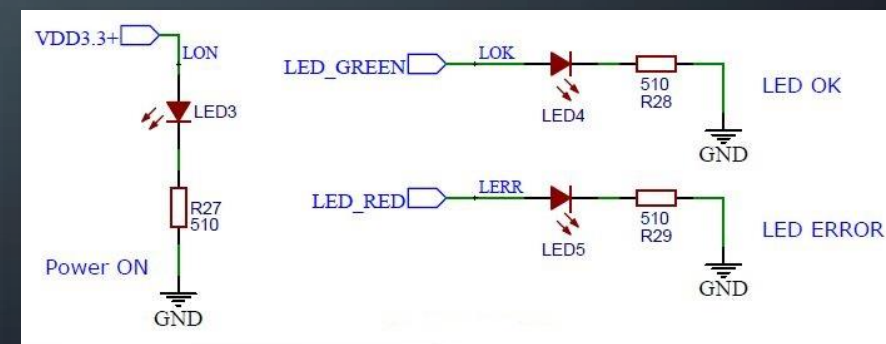 VDD3.3+
LON
LED3
R27
510
Power ON
GND
LED_GREEN
LOK
LED4
510
R28
LED OK
GND
LED_RED
LERR
LED5
510
R29
LED ERROR
GND